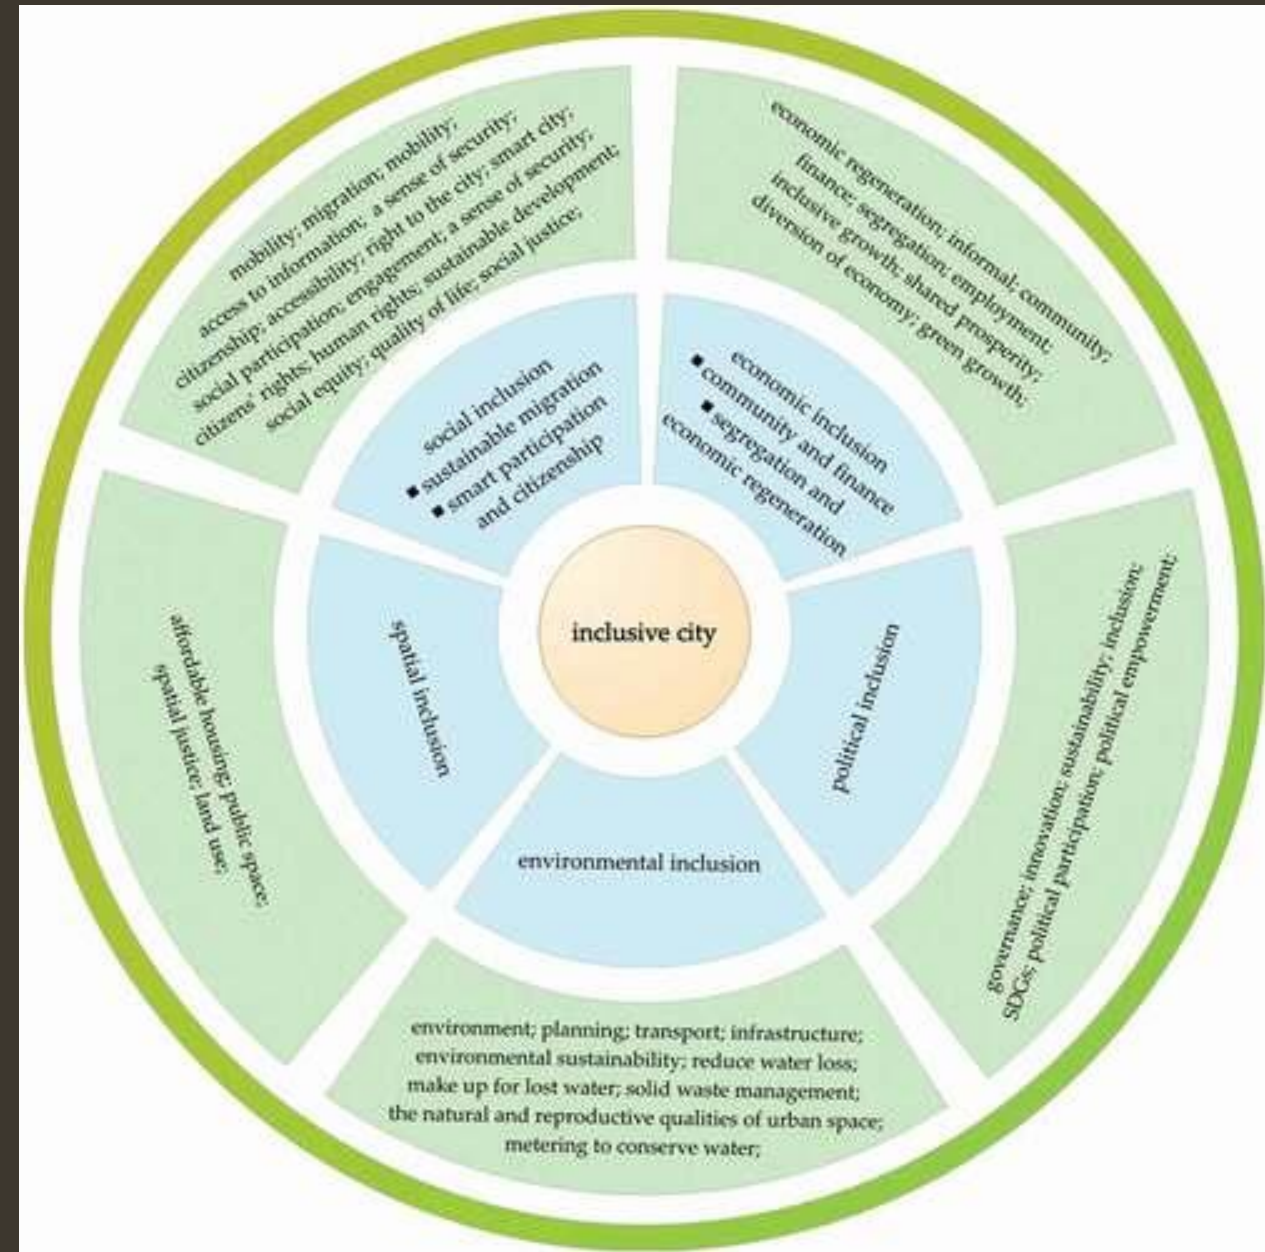 mobility; migration; mobility;
access to information; a sense of security;
citizenship; accessibility; right to the city; smart city;
social participation; engagement; a sense of security;
citizens' rights; human rights; sustainable development;
social equity; quality of life; social justice;
economic regeneration; informal; community;
finance; segregation; employment;
inclusive growth; shared prosperity;
diversion of economy; green growth;
social inclusion
■ sustainable migration
■ smart participation
and citizenship
economic inclusion
■ community and finance
■ segregation and
economic regeneration
inclusive city
spatial inclusion
political inclusion
environmental inclusion
affordable housing; public space;
spatial justice; land use;
governance; innovation; sustainability; inclusion;
SDGs; political participation; political empowerment;
environment; planning; transport; infrastructure;
environmental sustainability; reduce water loss;
make up for lost water; solid waste management;
the natural and reproductive qualities of urban space;
metering to conserve water;